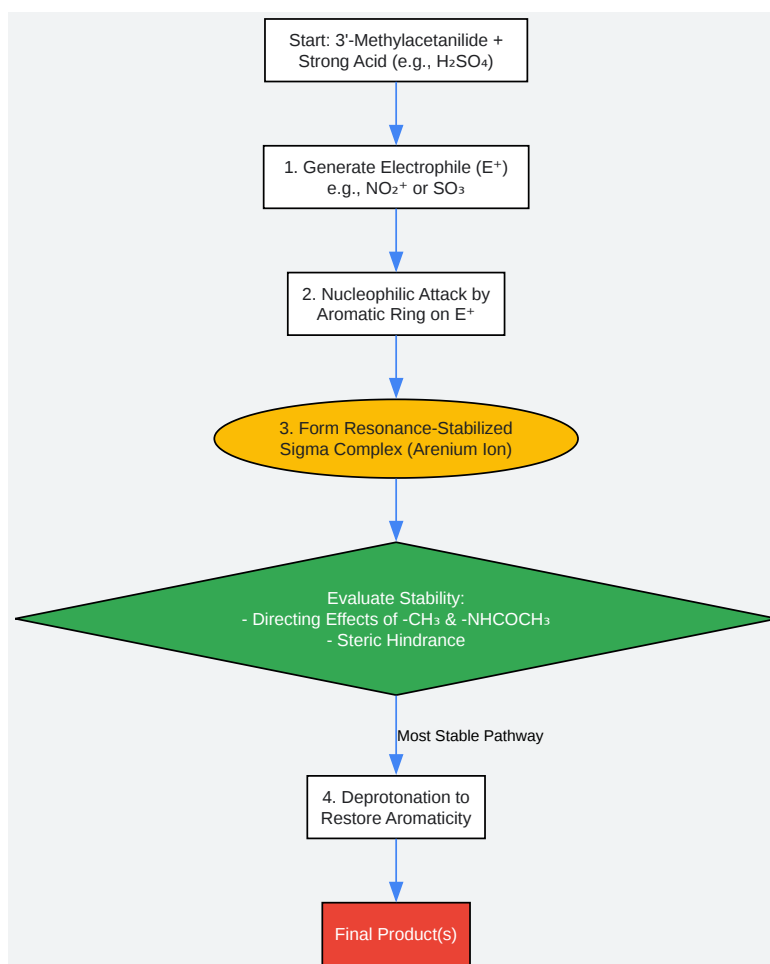 Start: 3'-Methylacetanilide +
Strong Acid (e.g., H₂SO₄)
1. Generate Electrophile (E⁺)
e.g., NO₂⁺ or SO₃
2. Nucleophilic Attack by
Aromatic Ring on E⁺
3. Form Resonance-Stabilized
Sigma Complex (Arenium Ion)
Evaluate Stability:
- Directing Effects of -CH₃ & -NHCOCH₃
- Steric Hindrance
Most Stable Pathway
4. Deprotonation to
Restore Aromaticity
Final Product(s)